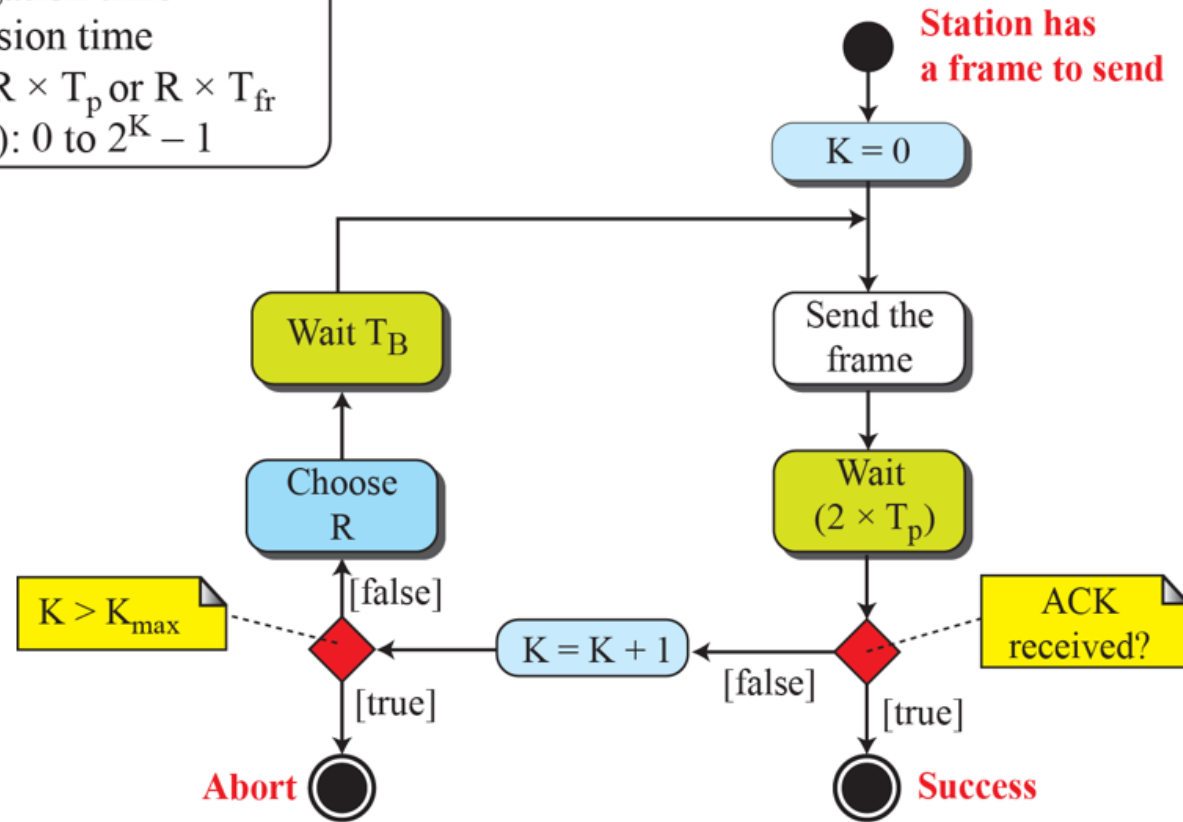 sion time
R × Tp or R × Tfr
): 0 to 2^K – 1
Station has
a frame to send
K = 0
Wait TB
Send the
frame
Choose
R
Wait
(2 × Tp)
K > Kmax
[false]
K = K + 1
[false]
ACK
received?
[true]
[true]
Abort
Success